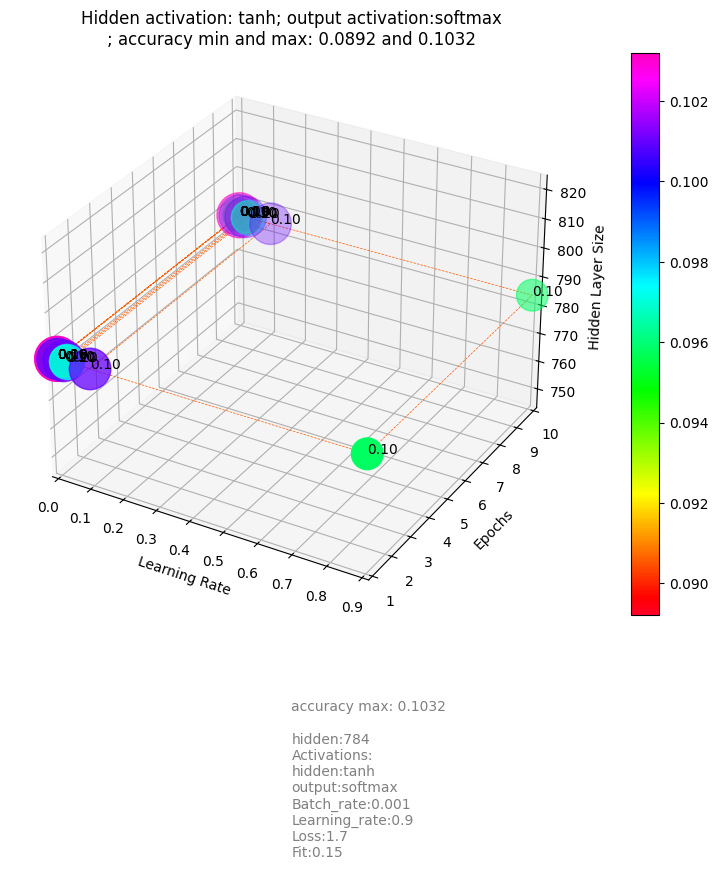 Hidden activation: tanh; output activation:softmax
; accuracy min and max: 0.0892 and 0.1032
0.102
0.100
0.098
0.096
0.094
0.092
0.090
820
810
800
790
780
770
760
750
Hidden Layer Size
10
9
8
7
6
5
4
3
2
1
Epochs
0.0
0.1
0.2
0.3
0.4
0.5
0.6
0.7
0.8
0.9
Learning Rate
0.10
0.10
0.10
0.10
accuracy max: 0.1032
hidden:784
Activations:
hidden:tanh
output:softmax
Batch_rate:0.001
Learning_rate:0.9
Loss:1.7
Fit:0.15